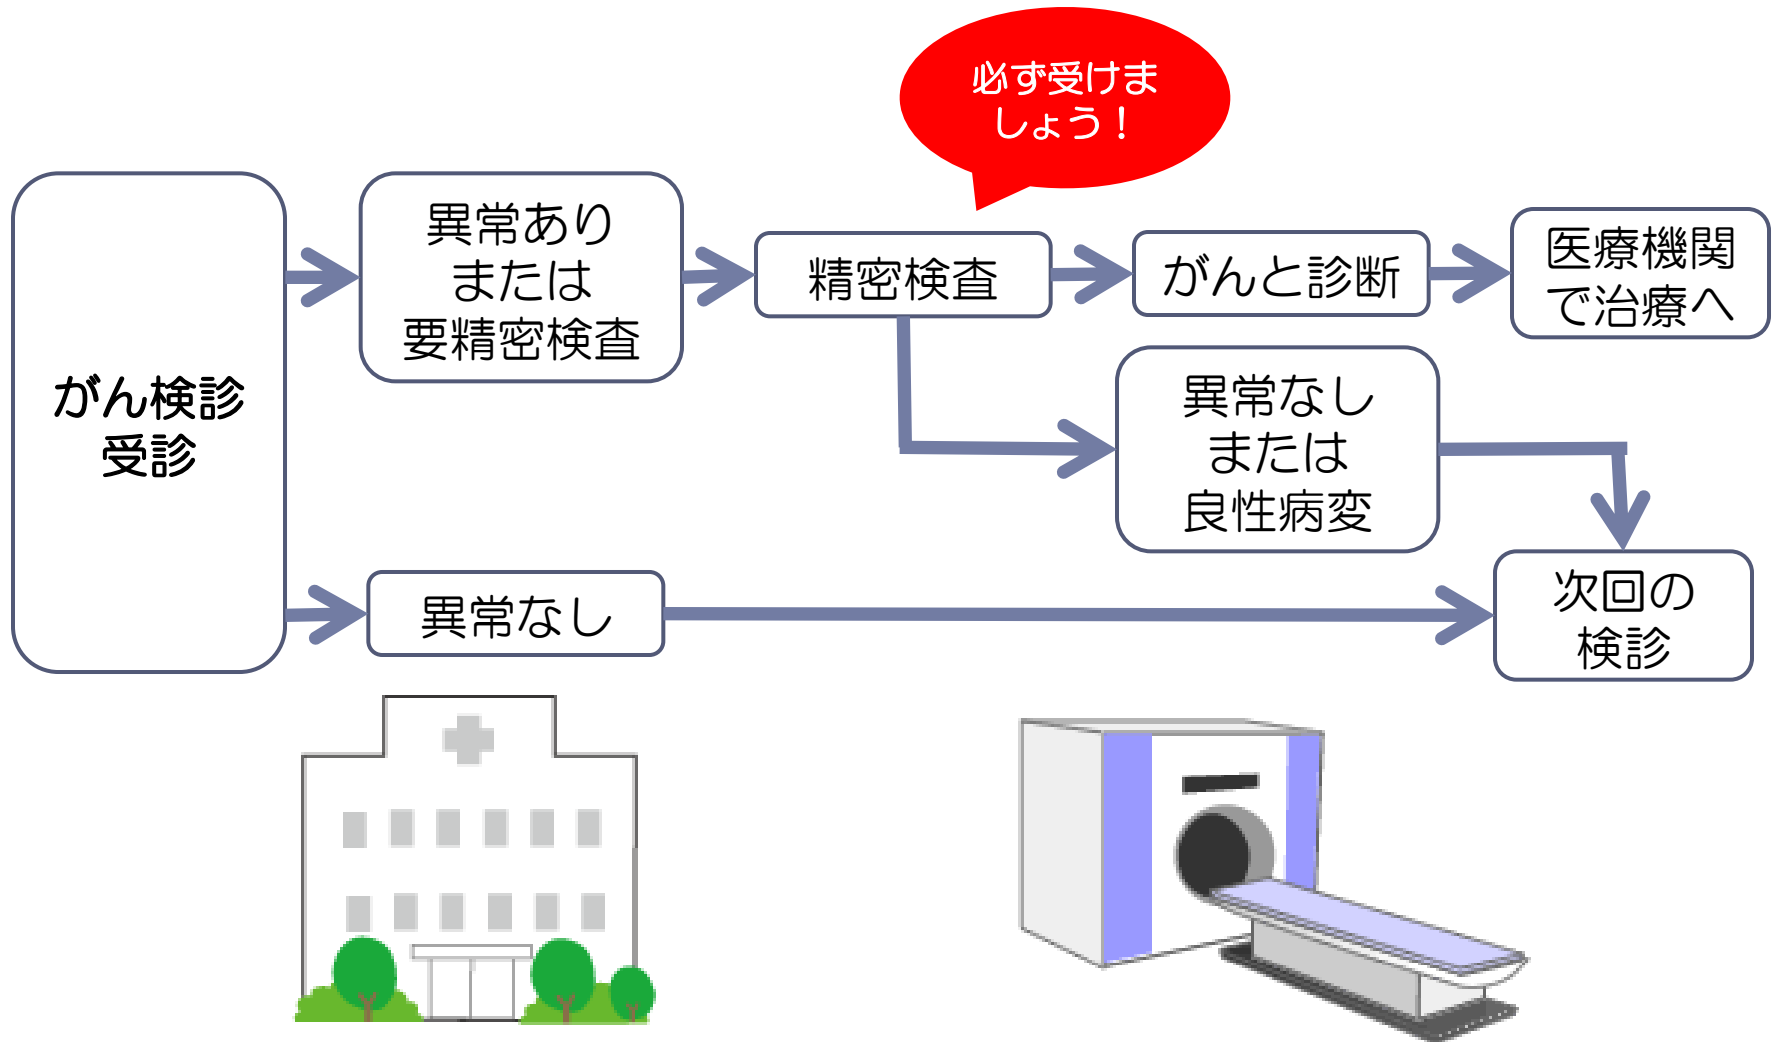 必ず受けま
しょう！
がん検診
受診
異常あり
または
要精密検査
精密検査
がんと診断
医療機関
で治療へ
異常なし
または
良性病変
異常なし
次回の
検診